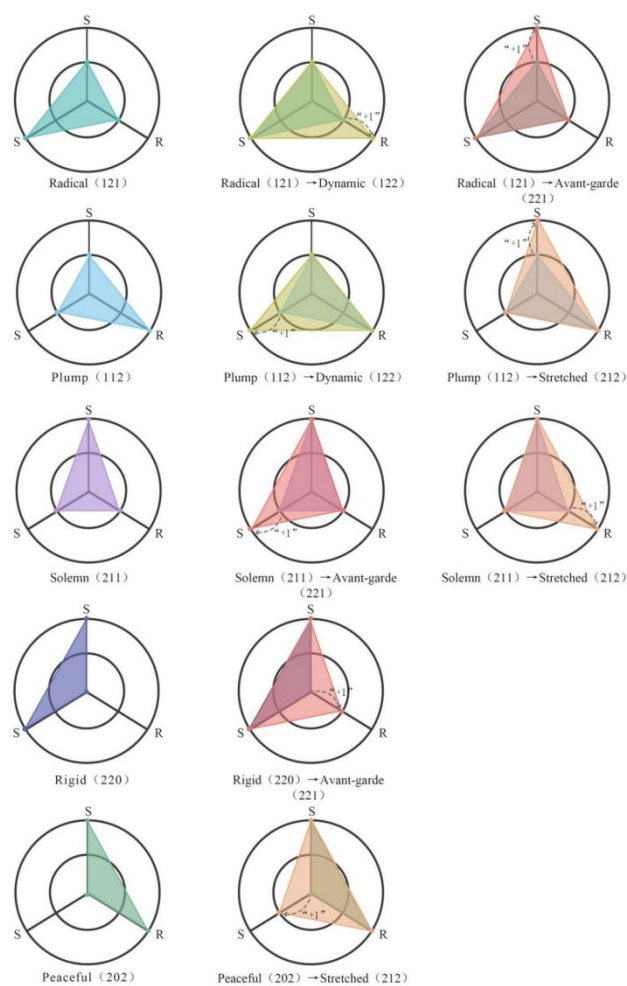 S
S
R
Radical（121）
S
S
R
"+1"
Radical（121）→Dynamic（122）
S
S
R
"+1"
Radical（121）→Avant-garde
（221）
S
S
R
Plump（112）
S
S
R
"+1"
Plump（112）→Dynamic（122）
S
S
R
"+1"
Plump（112）→Stretched（212）
S
S
R
Solemn（211）
S
S
R
"+1"
Solemn（211）→Avant-garde
（221）
S
S
R
"+1"
Solemn（211）→Stretched（212）
S
S
R
Rigid（220）
S
S
R
"+1"
Rigid（220）→Avant-garde
（221）
S
S
R
Peaceful（202）
S
S
R
"+1"
Peaceful（202）→Stretched（212）